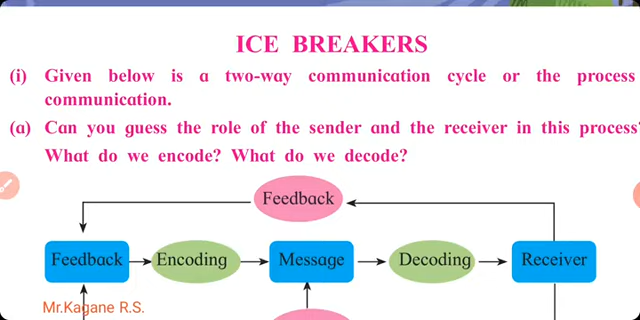 ICE BREAKERS
(i) Given below is a two-way communication cycle or the process
communication.
(a) Can you guess the role of the sender and the receiver in this process?
What do we encode? What do we decode?
Feedback
Feedback Encoding Message Decoding Receiver
Mr.Kagane R.S.